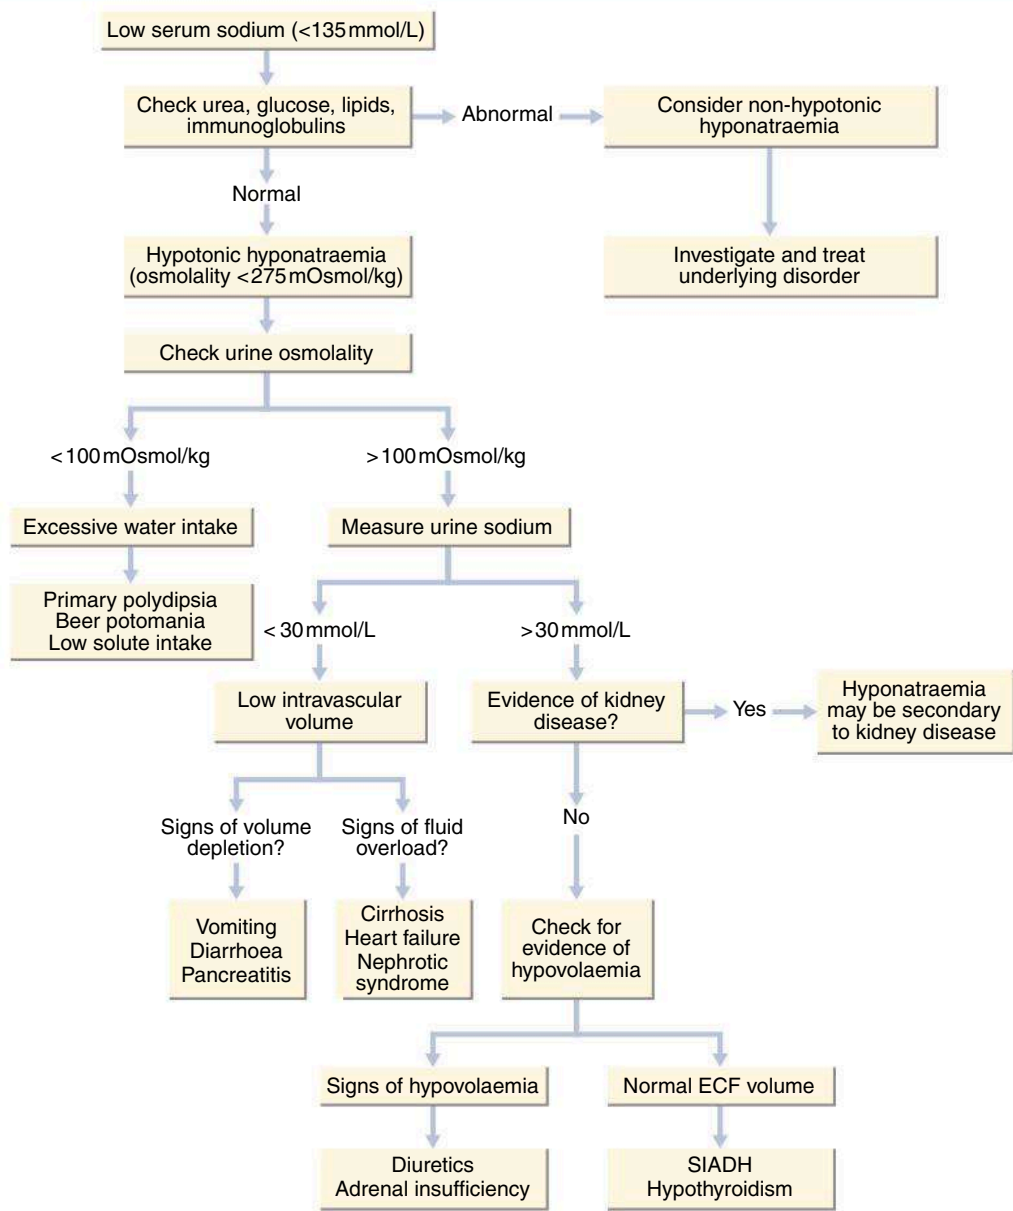 Low serum sodium (<135 mmol/L)
Check urea, glucose, lipids,
immunoglobulins
Abnormal
Consider non-hypotonic
hyponatraemia
Normal
Hypotonic hyponatraemia
(osmolality <275 mOsmol/kg)
Investigate and treat
underlying disorder
Check urine osmolality
<100 mOsmol/kg
>100 mOsmol/kg
Excessive water intake
Measure urine sodium
Primary polydipsia
Beer potomania
Low solute intake
<30 mmol/L
>30 mmol/L
Low intravascular
volume
Evidence of kidney
disease?
Yes
Hyponatraemia
may be secondary
to kidney disease
Signs of volume
depletion?
Signs of fluid
overload?
No
Vomiting
Diarrhoea
Pancreatitis
Cirrhosis
Heart failure
Nephrotic
syndrome
Check for
evidence of
hypovolaemia
Signs of hypovolaemia
Normal ECF volume
Diuretics
Adrenal insufficiency
SIADH
Hypothyroidism